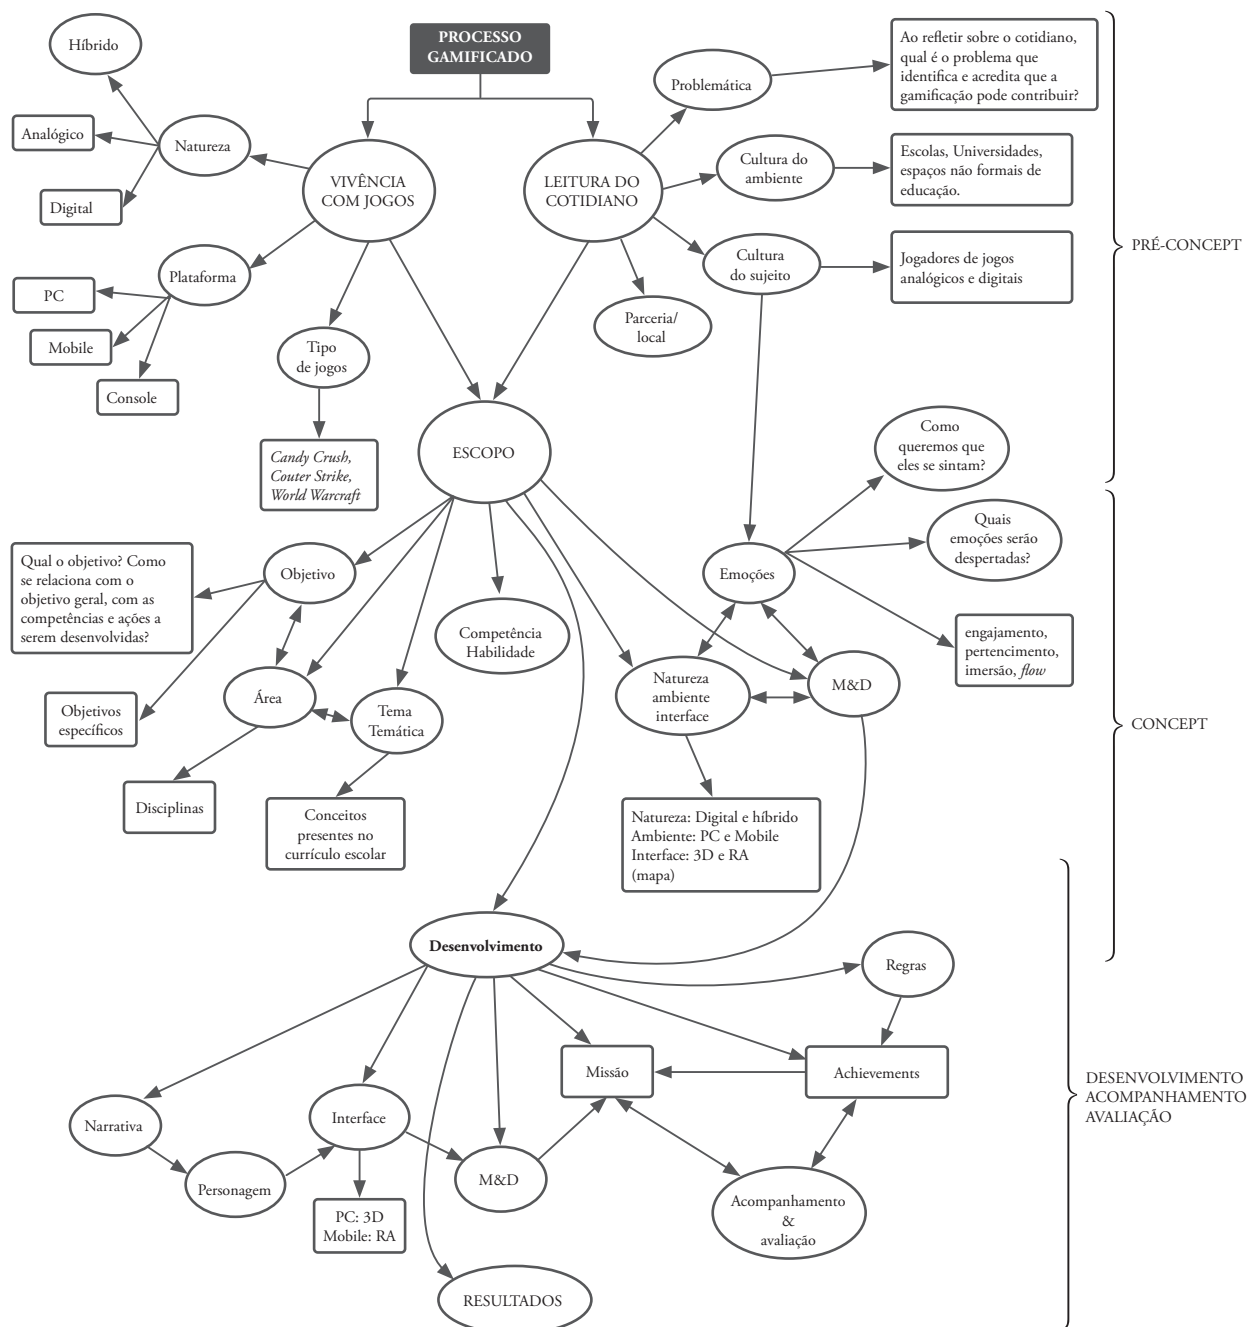 PROCESSO
GAMIFICADO
Híbrido
Analógico
Natureza
Digital
VIVÊNCIA
COM JOGOS
LEITURA DO
COTIDIANO
Problemática
Ao refletir sobre o cotidiano,
qual é o problema que
identifica e acredita que a
gamificação pode contribuir?
Cultura do
ambiente
Escolas, Universidades,
espaços não formais de
educação.
Cultura
do sujeito
Jogadores de jogos
analógicos e digitais
PRÉ-CONCEPT
Plataforma
PC
Mobile
Console
Tipo
de jogos
Candy Crush,
Couter Strike,
World Warcraft
Parceria/
local
ESCOPO
Como
queremos que
eles se sintam?
Quais
emoções serão
despertadas?
Emoções
engajamento,
pertencimento,
imersão, flow
Qual o objetivo? Como
se relaciona com o
objetivo geral, com as
competências e ações a
serem desenvolvidas?
Objetivo
Competência
Habilidade
Natureza
ambiente
interface
M&D
Objetivos
específicos
Área
Tema
Temática
CONCEPT
Disciplinas
Conceitos
presentes no
currículo escolar
Natureza: Digital e híbrido
Ambiente: PC e Mobile
Interface: 3D e RA
(mapa)
Desenvolvimento
Regras
Missão
Achievements
DESENVOLVIMENTO
ACOMPANHAMENTO
AVALIAÇÃO
Narrativa
Interface
Personagem
M&D
PC: 3D
Mobile: RA
Acompanhamento
&
avaliação
RESULTADOS